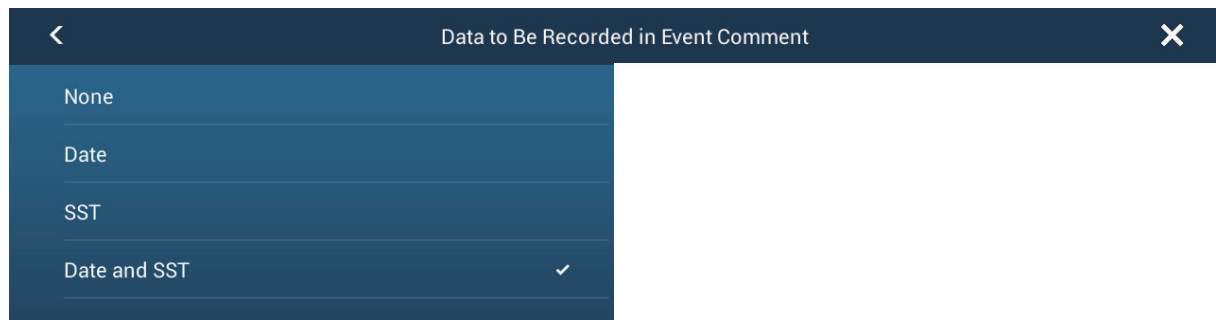 Data to Be Recorded in Event Comment
None
Date
SST
Date and SST